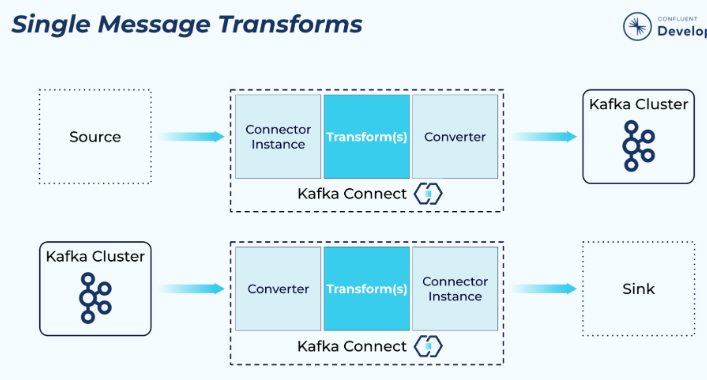 Single Message Transforms
CONFLUENT
Develop
Source
Connector
Instance
Transform(s)
Converter
Kafka Connect
Kafka Cluster
Kafka Cluster
Converter
Transform(s)
Connector
Instance
Kafka Connect
Sink